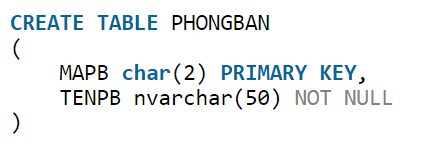 CREATE TABLE PHONGBAN
(
    MAPB char(2) PRIMARY KEY,
    TENPB nvarchar(50) NOT NULL
)